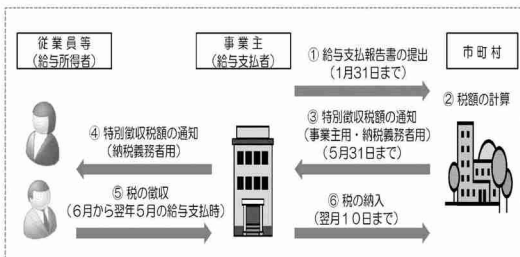 従業員等
(給与所得者)
事業主
(給与支払者)
市町村
① 給与支払報告書の提出
(1月31日まで)
② 税額の計算
③ 特別徴収税額の通知
(事業主用・納税義務者用)
(5月31日まで)
④ 特別徴収税額の通知
(納税義務者用)
⑤ 税の徴収
(6月から翌年5月の給与支払時)
⑥ 税の納入
(翌月10日まで)